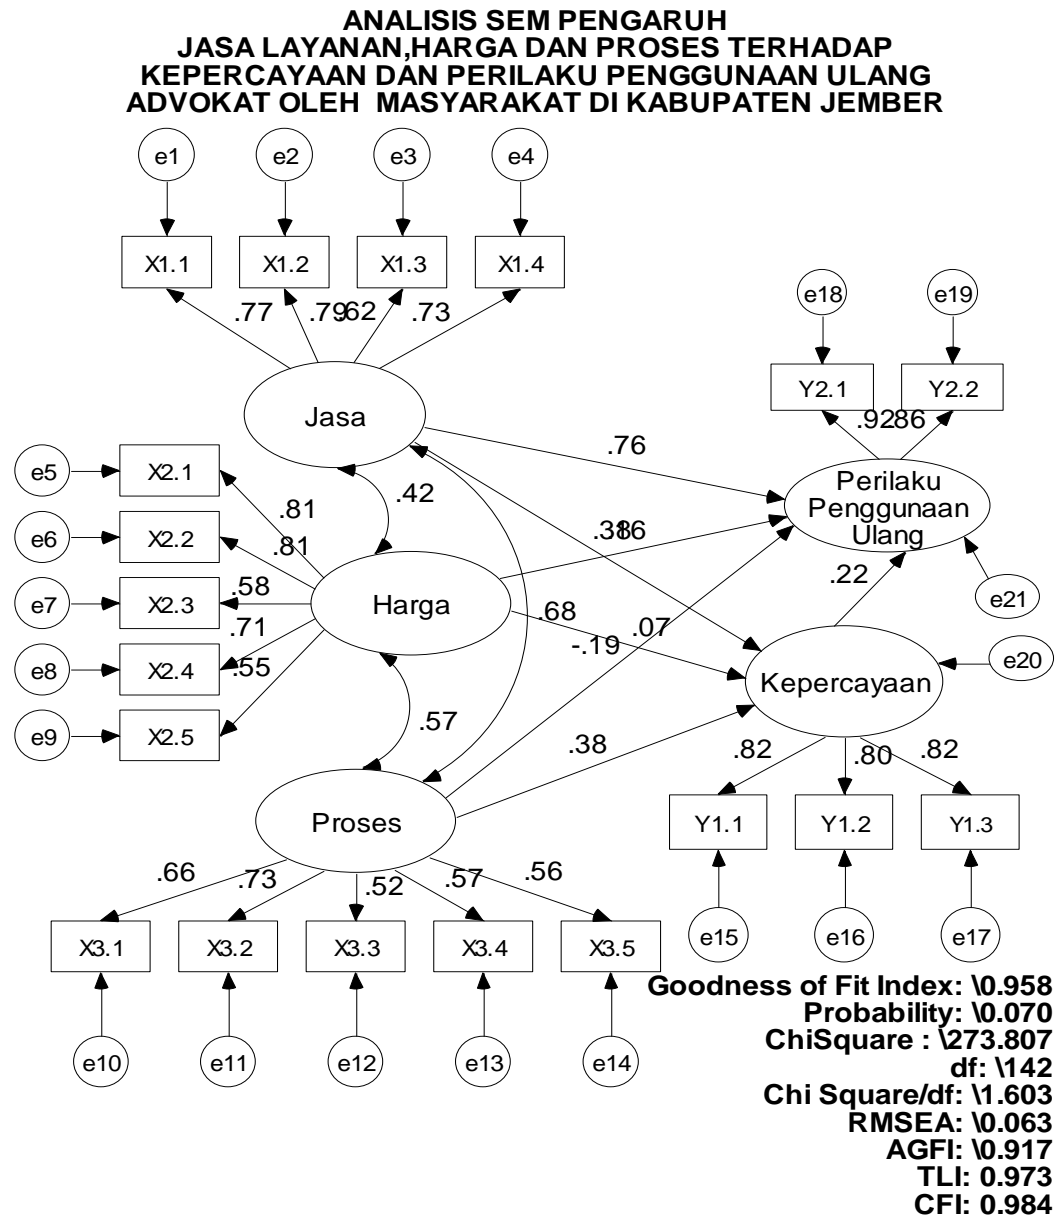 ANALISIS SEM PENGARUH
JASA LAYANAN,HARGA DAN PROSES TERHADAP
KEPERCAYAAN DAN PERILAKU PENGGUNAAN ULANG
ADVOKAT OLEH  MASYARAKAT DI KABUPATEN JEMBER
e1 e2 e3 e4
X1.1 X1.2 X1.3 X1.4
.77 .79 .62 .73
e18 e19
Y2.1 Y2.2
.92 .86
Jasa
.76
Perilaku
Penggunaan
Ulang
e5 X2.1
.42
.81
e6 X2.2
.81
.38 .16
.22
e21
e7 X2.3
.58
Harga
.68 .07
-.19
e8 X2.4
.71
.55
e20
Kepercayaan
e9 X2.5
.57
.38
.82 .80 .82
Y1.1 Y1.2 Y1.3
Proses
.66 .73 .52 .57 .56
X3.1 X3.2 X3.3 X3.4 X3.5
e15 e16 e17
e10 e11 e12 e13 e14
Goodness of Fit Index: \0.958
Probability: \0.070
ChiSquare : \273.807
df: \142
Chi Square/df: \1.603
RMSEA: \0.063
AGFI: \0.917
TLI: 0.973
CFI: 0.984